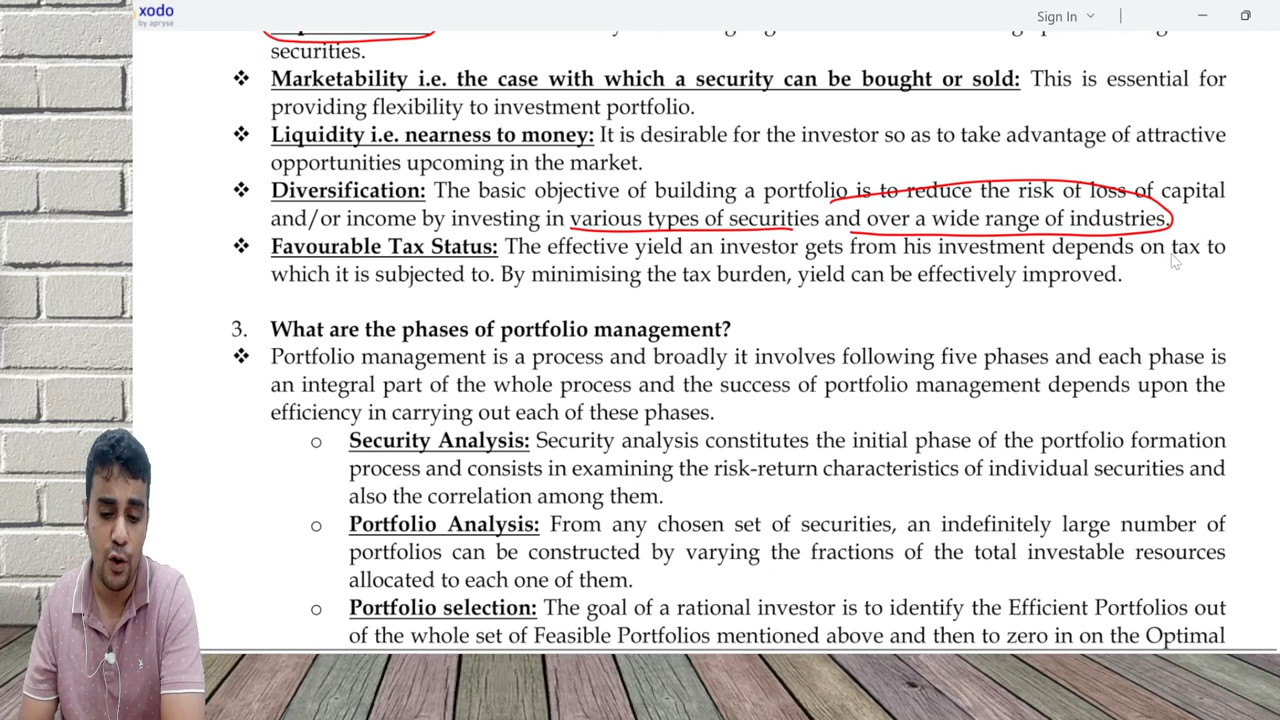 xodo
by apryse
Sign In
securities.
❖ Marketability i.e. the case with which a security can be bought or sold: This is essential for
providing flexibility to investment portfolio.
❖ Liquidity i.e. nearness to money: It is desirable for the investor so as to take advantage of attractive
opportunities upcoming in the market.
❖ Diversification: The basic objective of building a portfolio is to reduce the risk of loss of capital
and/or income by investing in various types of securities and over a wide range of industries.
❖ Favourable Tax Status: The effective yield an investor gets from his investment depends on tax to
which it is subjected to. By minimising the tax burden, yield can be effectively improved.
3. What are the phases of portfolio management?
❖ Portfolio management is a process and broadly it involves following five phases and each phase is
an integral part of the whole process and the success of portfolio management depends upon the
efficiency in carrying out each of these phases.
o Security Analysis: Security analysis constitutes the initial phase of the portfolio formation
process and consists in examining the risk-return characteristics of individual securities and
also the correlation among them.
o Portfolio Analysis: From any chosen set of securities, an indefinitely large number of
portfolios can be constructed by varying the fractions of the total investable resources
allocated to each one of them.
o Portfolio selection: The goal of a rational investor is to identify the Efficient Portfolios out
of the whole set of Feasible Portfolios mentioned above and then to zero in on the Optimal